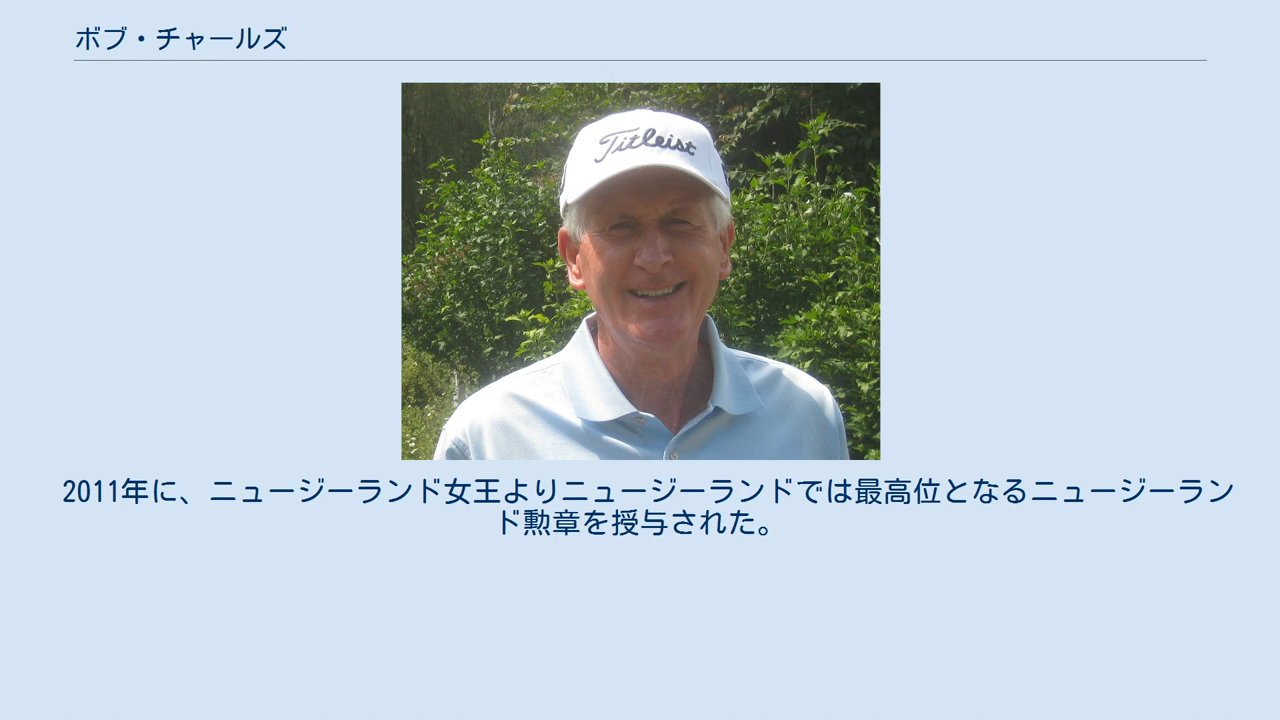 ボブ・チャールズ
Titleist
2011年に、ニュージーランド女王よりニュージーランドでは最高位となるニュージーラン
ド勲章を授与された。